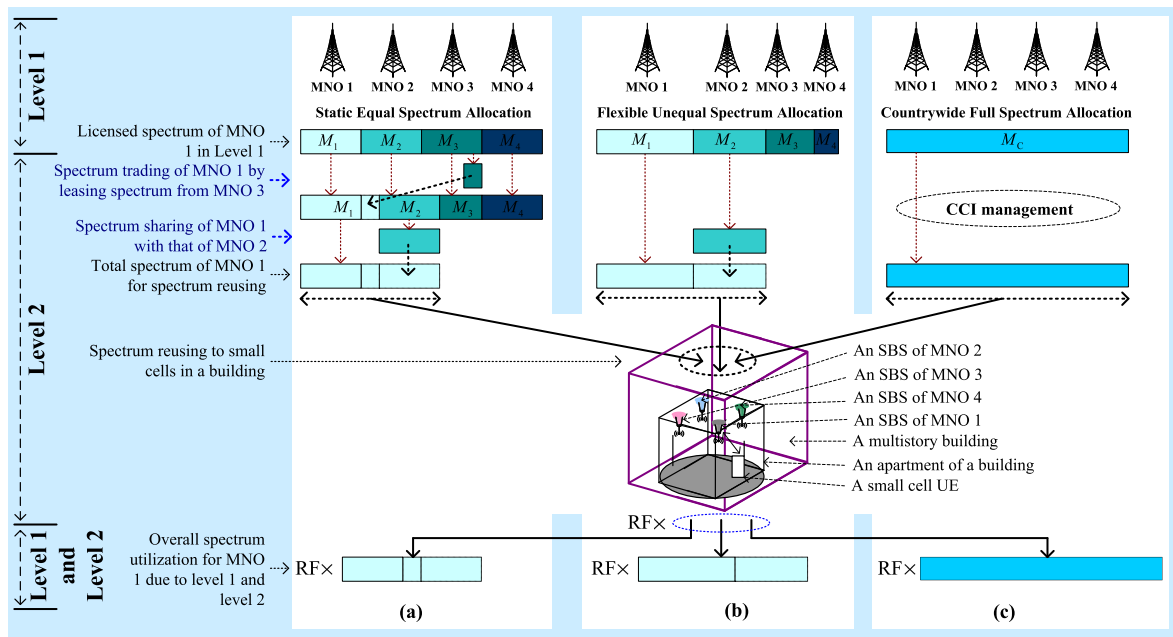 Level 1
MNO 1 MNO 2 MNO 3 MNO 4
Static Equal Spectrum Allocation
MNO 1 MNO 2 MNO 3 MNO 4
Flexible Unequal Spectrum Allocation
MNO 1 MNO 2 MNO 3 MNO 4
Countrywide Full Spectrum Allocation
Licensed spectrum of MNO
1 in Level 1
M1 M2 M3 M4
M1 M2 M3 M4
MC
Level 2
Spectrum trading of MNO 1 by
leasing spectrum from MNO 3
M1 M2 M3 M4
CCI management
Spectrum sharing of MNO 1
with that of MNO 2
Total spectrum of MNO 1
for spectrum reusing
Spectrum reusing to small
cells in a building
An SBS of MNO 2
An SBS of MNO 3
An SBS of MNO 4
An SBS of MNO 1
A multistory building
An apartment of a building
A small cell UE
RF×
Level 1
and
Level 2
Overall spectrum
utilization for MNO
1 due to level 1 and
level 2
RF×
RF×
RF×
(a)
(b)
(c)